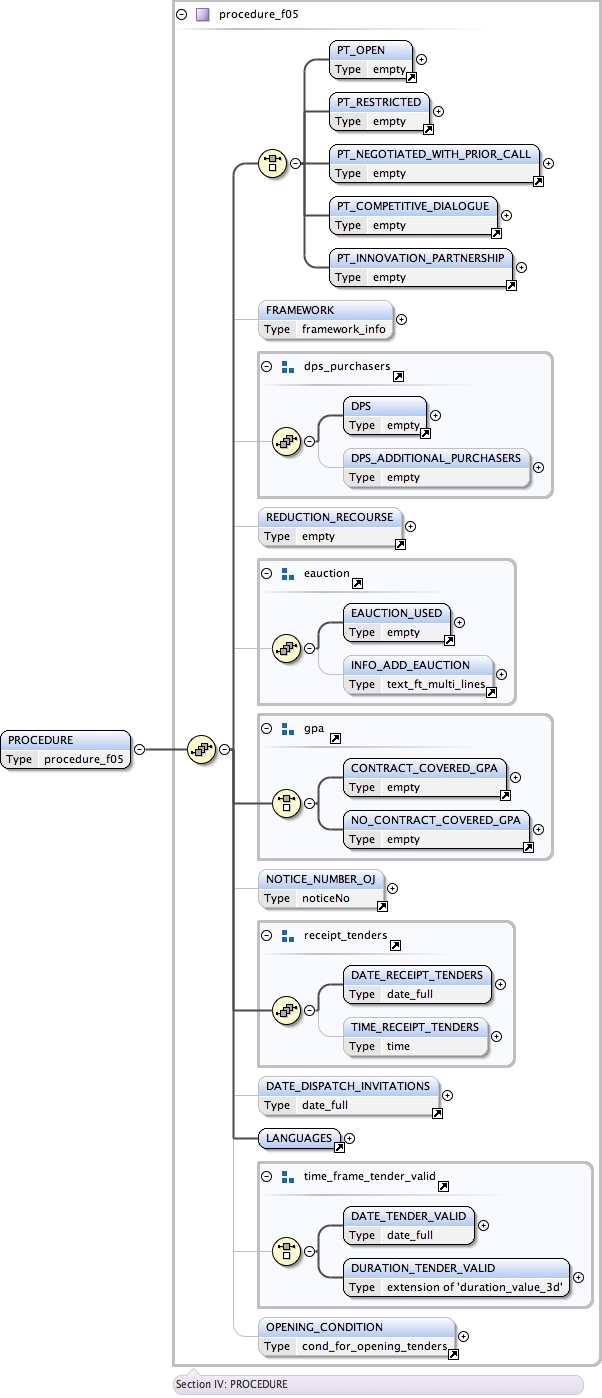 procedure_f05
PT_OPEN
Type empty
PT_RESTRICTED
Type empty
PT_NEGOTIATED_WITH_PRIOR_CALL
Type empty
PT_COMPETITIVE_DIALOGUE
Type empty
PT_INNOVATION_PARTNERSHIP
Type empty
FRAMEWORK
Type framework_info
dps_purchasers
DPS
Type empty
DPS_ADDITIONAL_PURCHASERS
Type empty
REDUCTION_RECOURSE
Type empty
eauction
EAUCTION_USED
Type empty
INFO_ADD_EAUCTION
Type text_ft_multi_lines
gpa
PROCEDURE
Type procedure_f05
CONTRACT_COVERED_GPA
Type empty
NO_CONTRACT_COVERED_GPA
Type empty
NOTICE_NUMBER_OJ
Type noticeNo
receipt_tenders
DATE_RECEIPT_TENDERS
Type date_full
TIME_RECEIPT_TENDERS
Type time
DATE_DISPATCH_INVITATIONS
Type date_full
LANGUAGES
time_frame_tender_valid
DATE_TENDER_VALID
Type date_full
DURATION_TENDER_VALID
Type extension of 'duration_value_3d'
OPENING_CONDITION
Type cond_for_opening_tenders
Section IV: PROCEDURE